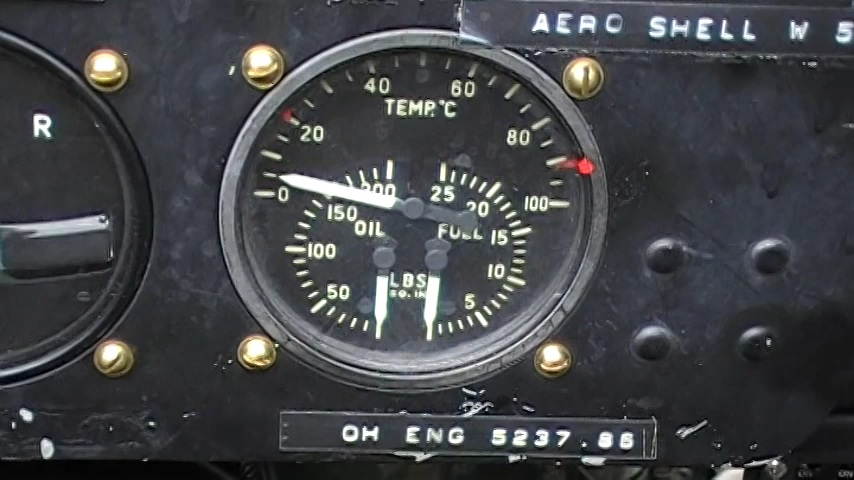 AERO SHELL W 5
R
40 60
TEMP.°C
20 80
0 200 25 20 100
150 OIL FUEL 15
100 10
50 LBS 5
SQ.IN
OH ENG 5237.86